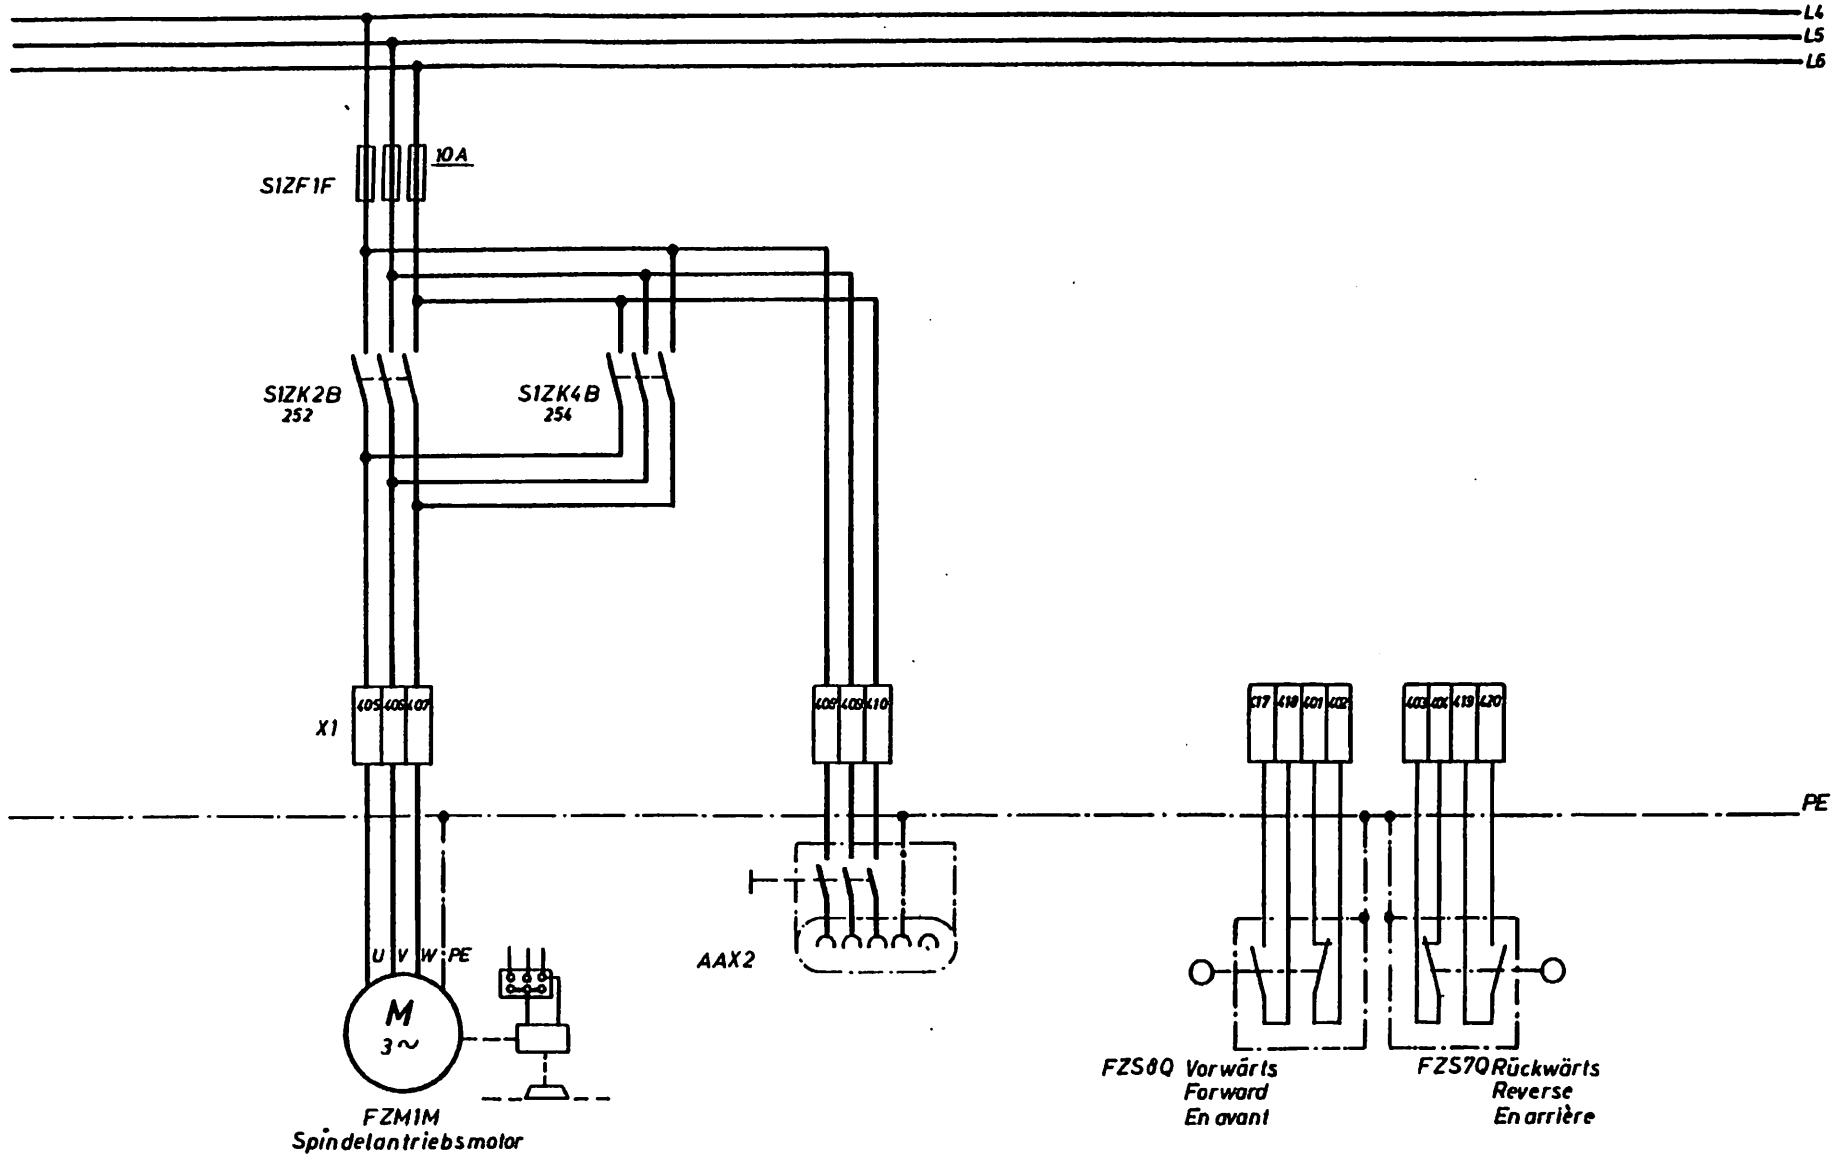 L4
L5
L6
10A
S1ZF1F
S1ZK2B
252
S1ZK4B
254
X1
405 406 407
408 409 410
417 418 401 402
403 404 419 420
PE
U V W PE
M
3~
AAX2
FZM1M
Spindelantriebsmotor
FZS8Q Vorwärts
Forward
En avant
FZS7Q Rückwärts
Reverse
En arrière